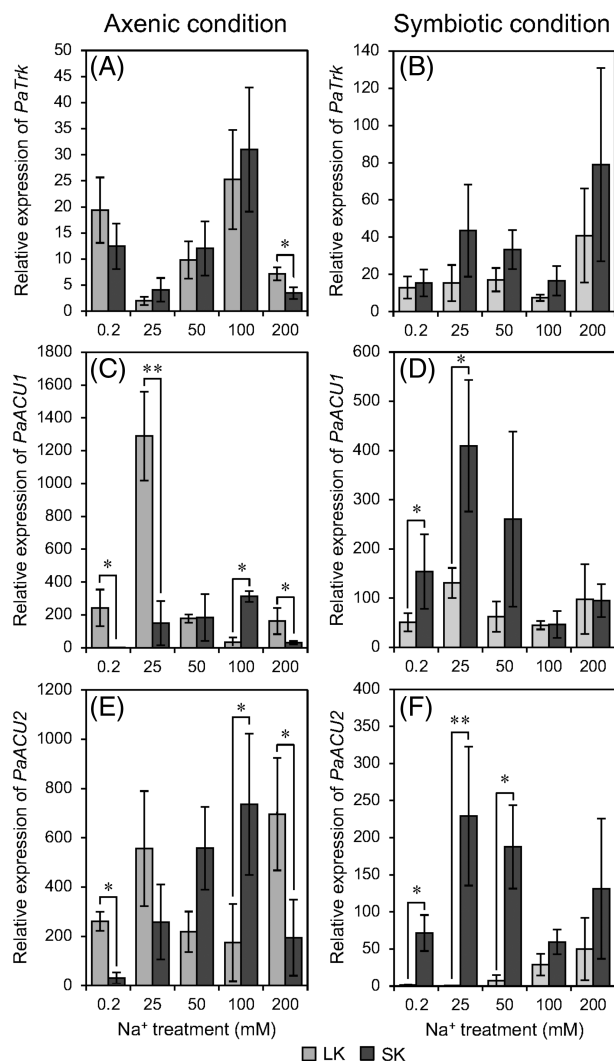 Axenic condition Symbiotic condition
(A)
Relative expression of PaTrk
50
45
40
35
30
25
20
15
10
5
0
*
0.2 25 50 100 200
(B)
Relative expression of PaTrk
140
120
100
80
60
40
20
0
0.2 25 50 100 200
(C)
Relative expression of PaACU1
1800
1600
1400
1200
1000
800
600
400
200
0
* ** * *
0.2 25 50 100 200
(D)
Relative expression of PaACU1
600
500
400
300
200
100
0
* *
0.2 25 50 100 200
(E)
Relative expression of PaACU2
1200
1000
800
600
400
200
0
* * *
0.2 25 50 100 200
Na⁺ treatment (mM)
(F)
Relative expression of PaACU2
400
350
300
250
200
150
100
50
0
* ** *
0.2 25 50 100 200
Na⁺ treatment (mM)
LK SK